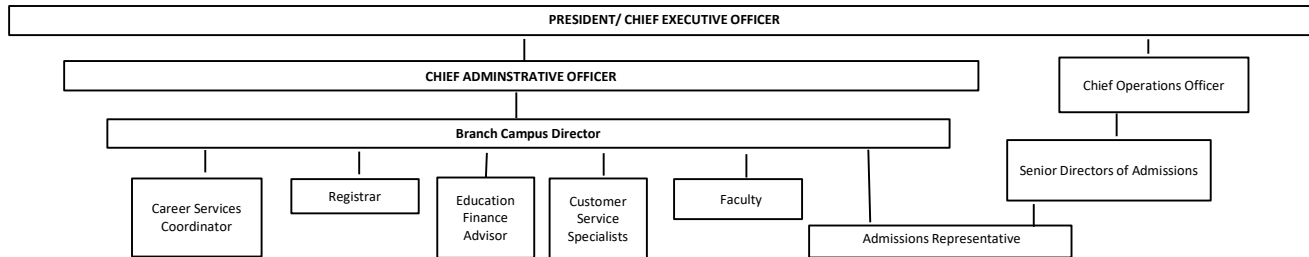 PRESIDENT/ CHIEF EXECUTIVE OFFICER
CHIEF ADMINSTRATIVE OFFICER
Chief Operations Officer
Branch Campus Director
Senior Directors of Admissions
Career Services
Coordinator
Registrar
Education
Finance
Advisor
Customer
Service
Specialists
Faculty
Admissions Representative